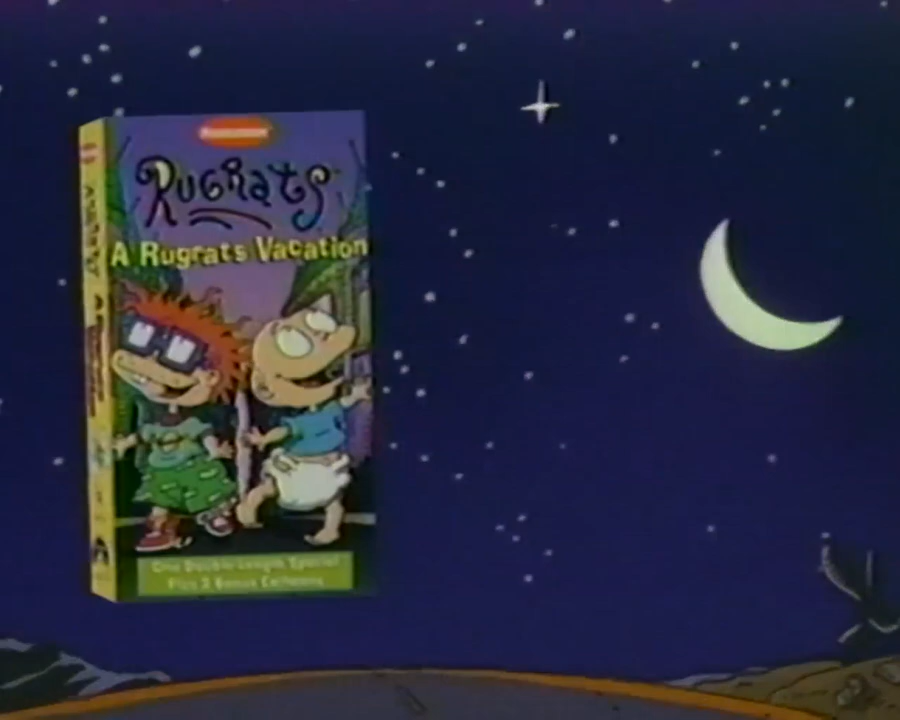 NICKELODEON
Rugrats
A Rugrats Vacation
One Double-Length Special
Plus 2 Bonus Cartoons